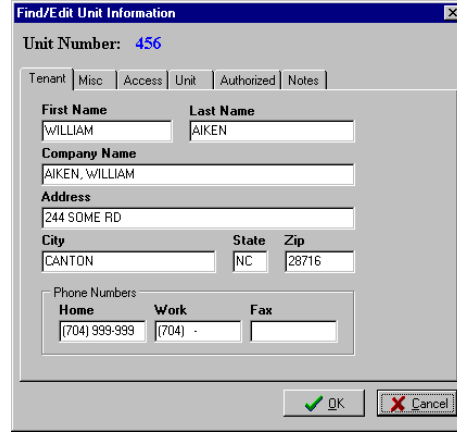 Find/Edit Unit Information
Unit Number: 456
Tenant Misc Access Unit Authorized Notes
First Name Last Name
WILLIAM AIKEN
Company Name
AIKEN, WILLIAM
Address
244 SOME RD
City State Zip
CANTON NC 28716
Phone Numbers
Home Work Fax
(704) 999-999 (704) -
OK Cancel